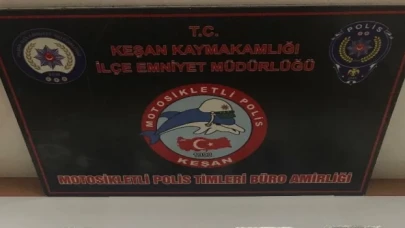 T.C.
KEŞAN KAYMAKAMLIĞI
İLÇE EMNİYET MÜDÜRLÜĞÜ
POLİS
MOTOSİKLETLİ POLİS
KEŞAN
MOTOSİKLETLİ POLİS TİMLERİ BÜRO AMİRLİĞİ